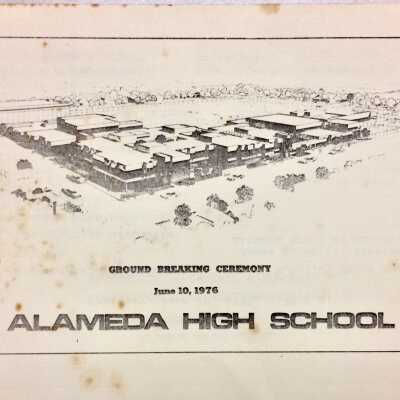 GROUND BREAKING CEREMONY
June 10, 1976
ALAMEDA HIGH SCHOOL